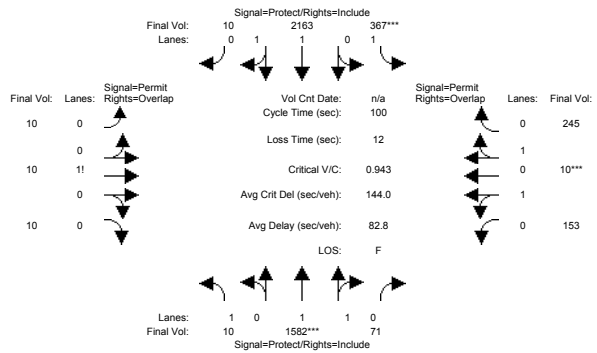 Signal=Protect/Rights=Include
Final Vol: 10 2163 367***
Lanes: 0 1 1 0 1
Signal=Permit
Final Vol: Lanes: Rights=Overlap
Vol Cnt Date: n/a
Signal=Permit
Rights=Overlap Lanes: Final Vol:
Cycle Time (sec): 100
10 0
0 245
Loss Time (sec): 12
0
1
10 1! Critical V/C: 0.943 0 10***
0 Avg Crit Del (sec/veh): 144.0 1
10 0 Avg Delay (sec/veh): 82.8 0 153
LOS: F
Lanes: 1 0 1 1 0
Final Vol: 10 1582*** 71
Signal=Protect/Rights=Include